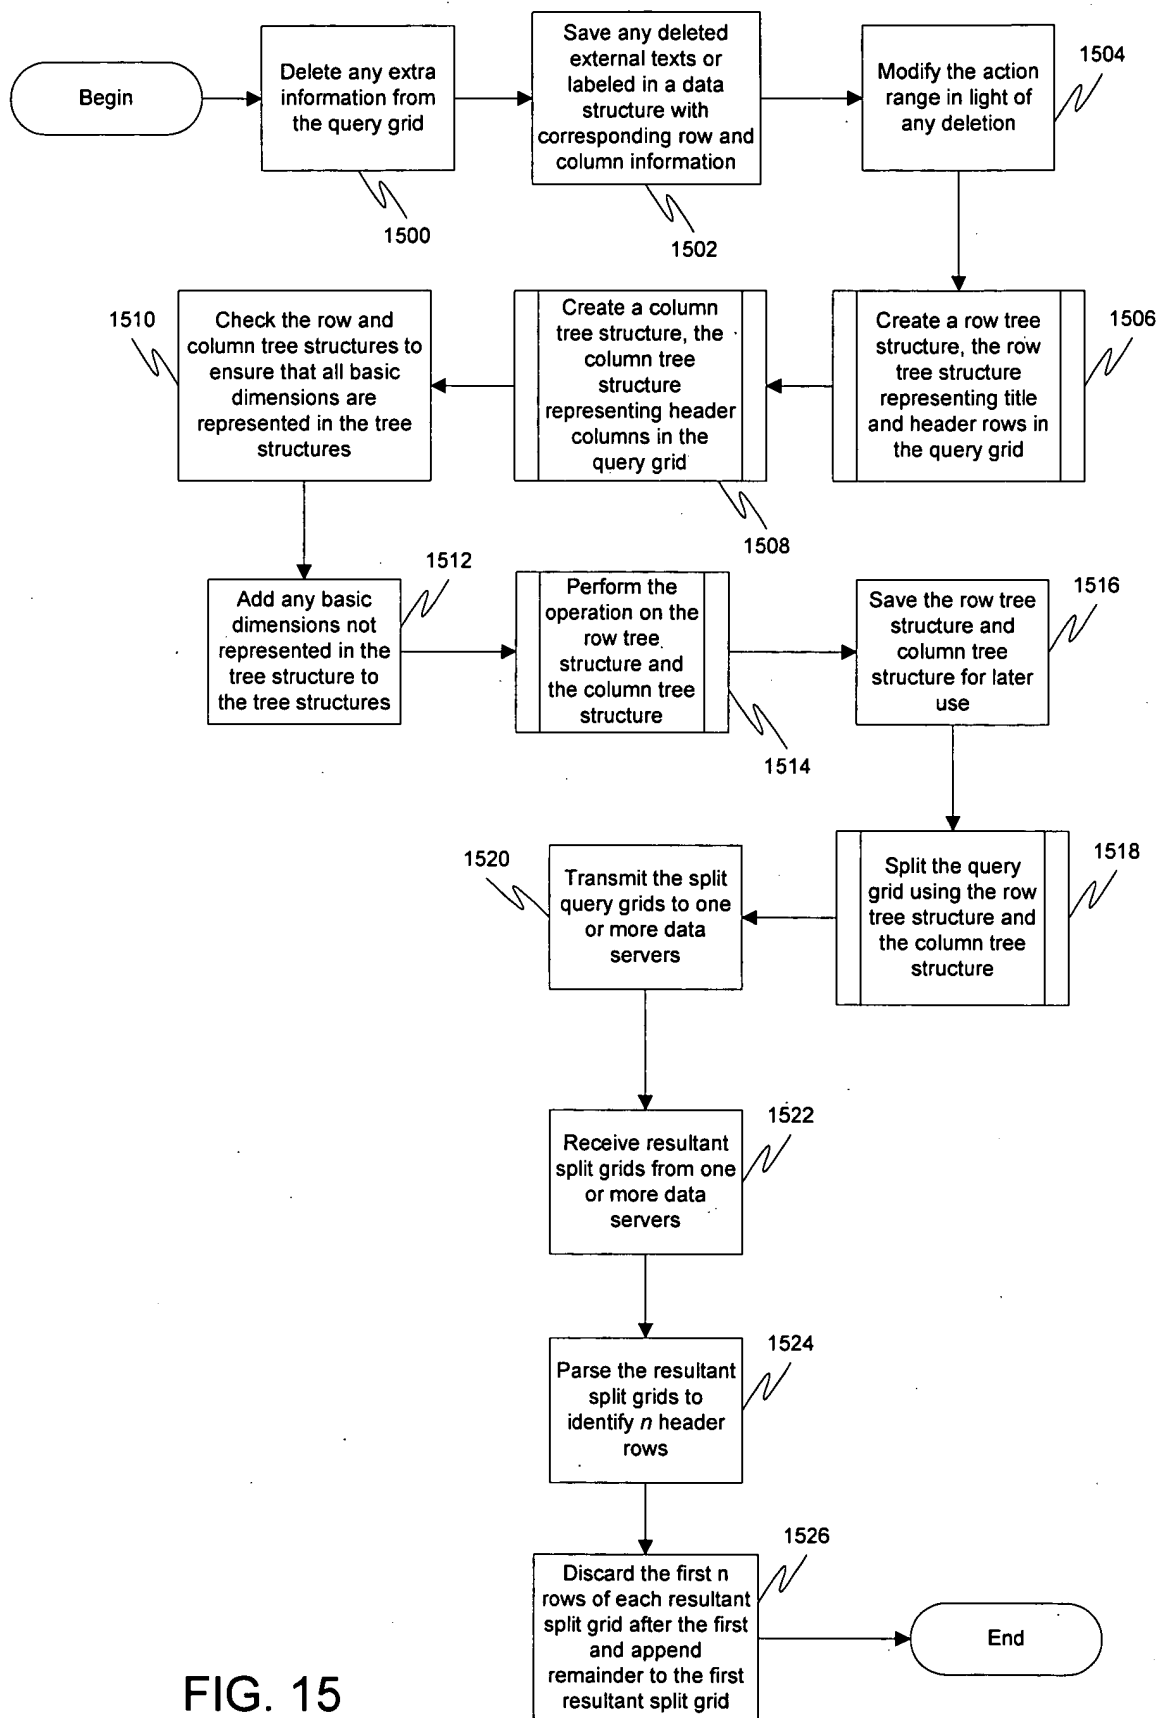 Begin
Delete any extra
information from
the query grid
1500
Save any deleted
external texts or
labeled in a data
structure with
corresponding row and
column information
1502
Modify the action
range in light of
any deletion
1504
Create a row tree
structure, the row
tree structure
representing title
and header rows in
the query grid
1506
Create a column
tree structure, the
column tree
structure
representing header
columns in the
query grid
1508
Check the row and
column tree structures to
ensure that all basic
dimensions are
represented in the tree
structures
1510
Add any basic
dimensions not
represented in the
tree structure to
the tree structures
1512
Perform the
operation on the
row tree
structure and
the column tree
structure
1514
Save the row tree
structure and
column tree
structure for later
use
1516
Split the query
grid using the row
tree structure and
the column tree
structure
1518
Transmit the split
query grids to one
or more data
servers
1520
Receive resultant
split grids from one
or more data
servers
1522
Parse the resultant
split grids to
identify n header
rows
1524
Discard the first n
rows of each resultant
split grid after the first
and append
remainder to the first
resultant split grid
1526
End
FIG. 15